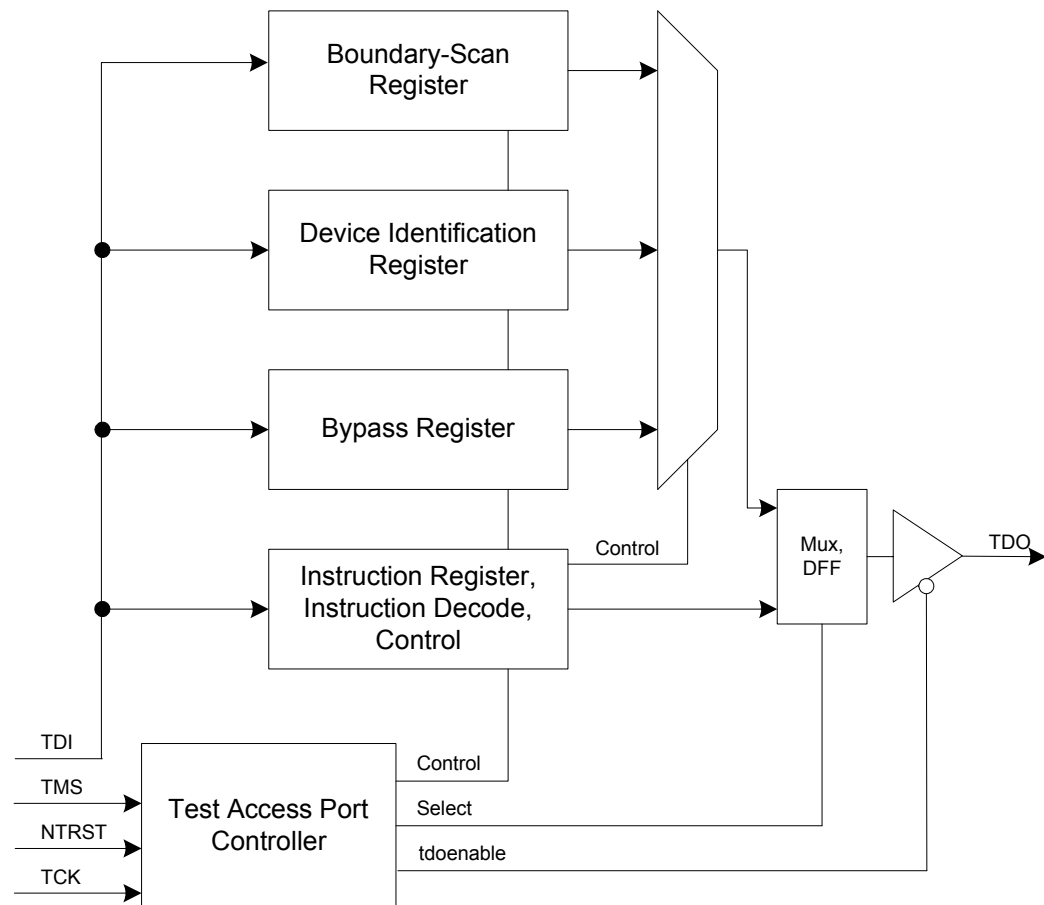 Boundary-Scan
Register
Device Identification
Register
Bypass Register
Control
Instruction Register,
Instruction Decode,
Control
Mux,
DFF
TDO
TDI
TMS
NTRST
TCK
Test Access Port
Controller
Control
Select
tdoenable